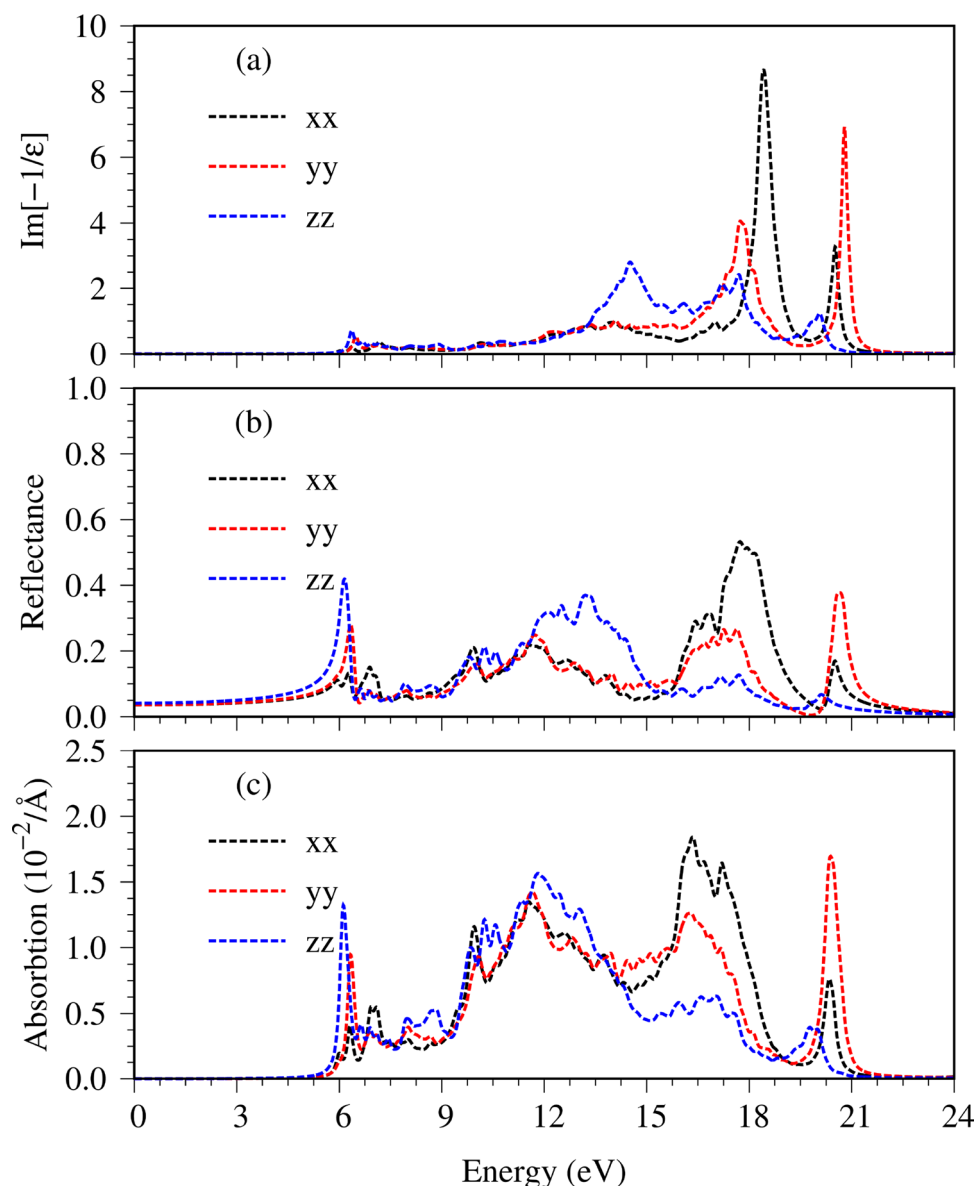 10
8
6
4
2
0
Im[−1/ε]
(a)
xx
yy
zz
1.0
0.8
0.6
0.4
0.2
0.0
Reflectance
(b)
xx
yy
zz
2.5
2.0
1.5
1.0
0.5
0.0
Absorbtion (10−2/Å)
(c)
xx
yy
zz
0 3 6 9 12 15 18 21 24
Energy (eV)